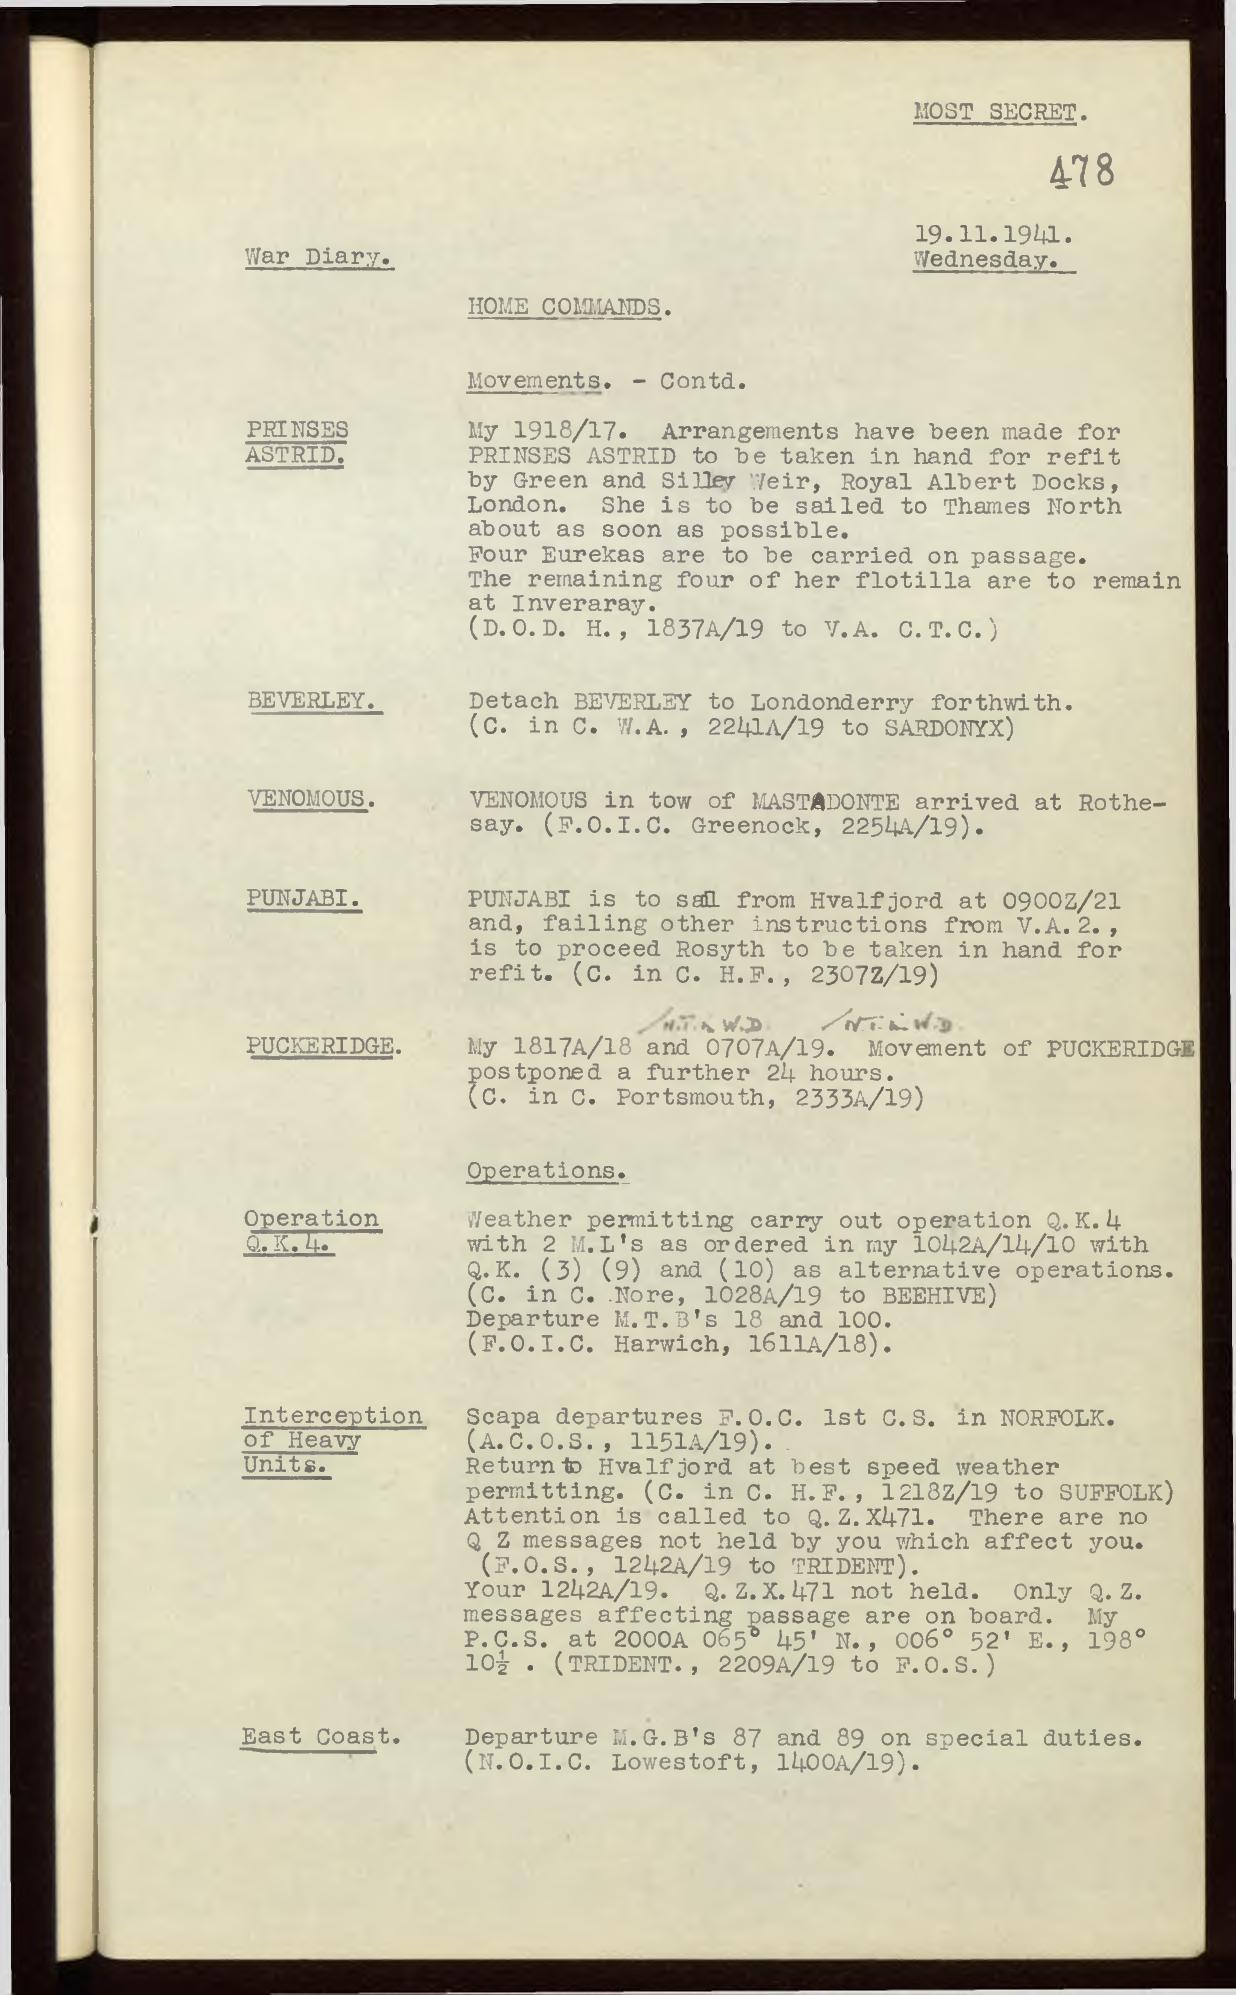 MOST SECRET.
478
19.11.1941.
War Diary.
Wednesday.
HOME COMMANDS.
Movements. - Contd.
PRINSES
ASTRID.
My 1918/17. Arrangements have been made for
PRINSES ASTRID to be taken in hand for refit
by Green and Silley Weir, Royal Albert Docks,
London. She is to be sailed to Thames North
about as soon as possible.
Four Eurekas are to be carried on passage.
The remaining four of her flotilla are to remain
at Inveraray.
(D.O.D. H., 1837A/19 to V.A. C.T.C.)
BEVERLEY.
Detach BEVERLEY to Londonderry forthwith.
(C. in C. W.A., 2241A/19 to SARDONYX)
VENOMOUS.
VENOMOUS in tow of MASTADONTE arrived at Rothe-
say. (F.O.I.C. Greenock, 2254A/19).
PUNJABI.
PUNJABI is to sail from Hvalfjord at 0900Z/21
and, failing other instructions from V.A.2.,
is to proceed Rosyth to be taken in hand for
refit. (C. in C. H.F., 2307Z/19)
/N.T. in W.D /N.T. in W.D
PUCKERIDGE.
My 1817A/18 and 0707A/19. Movement of PUCKERIDGE
postponed a further 24 hours.
(C. in C. Portsmouth, 2333A/19)
Operations.
Operation
Q.K.4.
Weather permitting carry out operation Q.K.4
with 2 M.L's as ordered in my 1042A/14/10 with
Q.K. (3) (9) and (10) as alternative operations.
(C. in C. Nore, 1028A/19 to BEEHIVE)
Departure M.T.B's 18 and 100.
(F.O.I.C. Harwich, 1611A/18).
Interception
of Heavy
Units.
Scapa departures F.O.C. 1st C.S. in NORFOLK.
(A.C.O.S., 1151A/19).
Return to Hvalfjord at best speed weather
permitting. (C. in C. H.F., 1218Z/19 to SUFFOLK)
Attention is called to Q.Z.X471. There are no
Q Z messages not held by you which affect you.
(F.O.S., 1242A/19 to TRIDENT).
Your 1242A/19. Q.Z.X.471 not held. Only Q.Z.
messages affecting passage are on board. My
P.C.S. at 2000A 065° 45' N., 006° 52' E., 198°
10½ . (TRIDENT., 2209A/19 to F.O.S.)
East Coast.
Departure M.G.B's 87 and 89 on special duties.
(N.O.I.C. Lowestoft, 1400A/19).